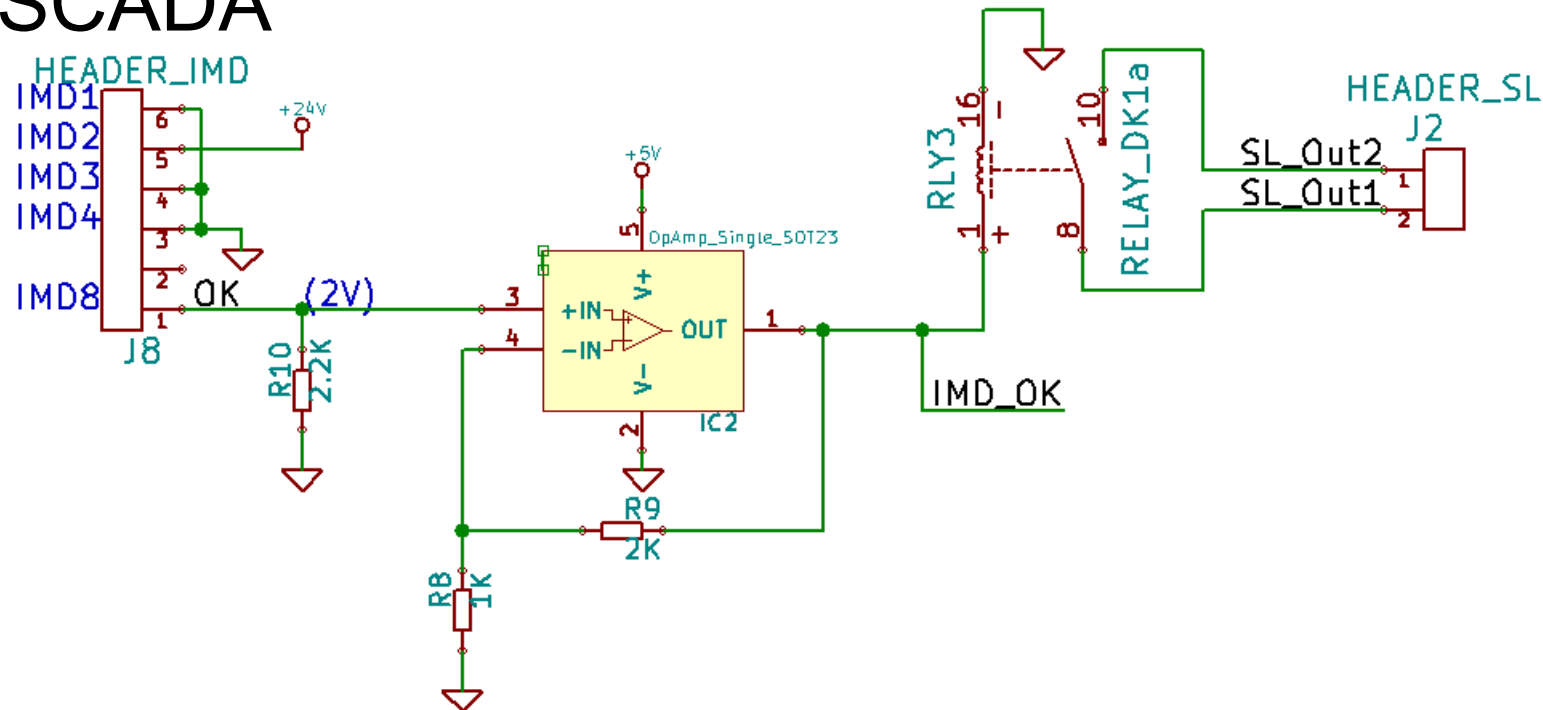 SCADA
HEADER_IMD
IMD1
IMD2
IMD3
IMD4
IMD8
6
5
4
3
2
1
J8
+24V
OK
(2V)
R10
2.2K
+5V
5
OpAmp_Single_SOT23
3
4
+IN
-IN
V+
V-
OUT
1
2
IC2
R9
2K
R8
1K
IMD_OK
RLY3
16
-
1
+
10
8
RELAY_DK1a
HEADER_SL
J2
SL_Out2
SL_Out1
1
2